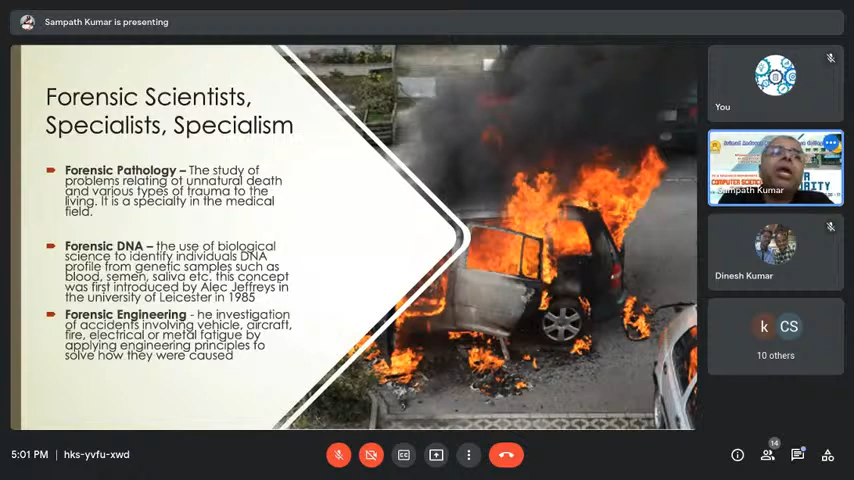 Sampath Kumar is presenting
Forensic Scientists,
Specialists, Specialism
Forensic Pathology – The study of
problems relating of unnatural death
and various types of trauma to the
living. It is a specialty in the medical
field.
Forensic DNA – the use of biological
science to identify individuals DNA
profile from genetic samples such as
blood, semen, saliva etc. this concept
was first introduced by Alec Jeffreys in
the university of Leicester in 1985
Forensic Engineering - he investigation
of accidents involving vehicle, aircraft,
fire, electrical or metal fatigue by
applying engineering principles to
solve how they were caused
You
COMPUTER SCIENCE
Sampath Kumar
Dinesh Kumar
k CS
10 others
5:01 PM | hks-yvfu-xwd
CC
14